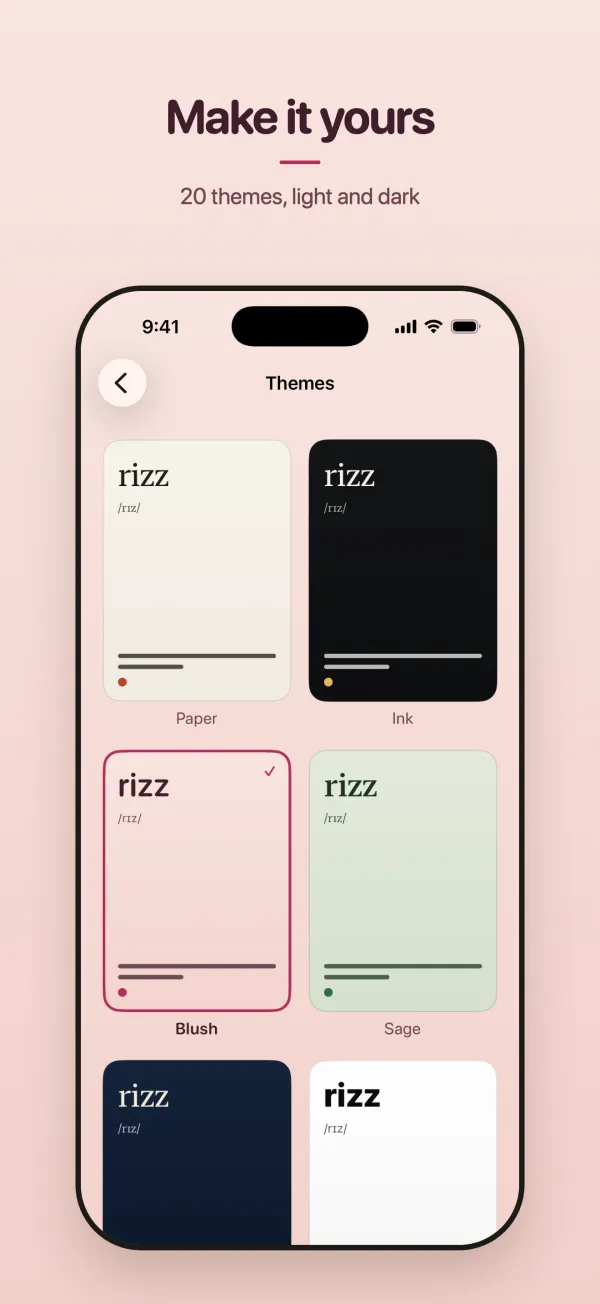 Make it yours
20 themes, light and dark
9:41
Themes
rizz
/rɪz/
Paper
rizz
/rɪz/
Ink
rizz
/rɪz/
Blush
rizz
/rɪz/
Sage
rizz
/rɪz/
rizz
/rɪz/